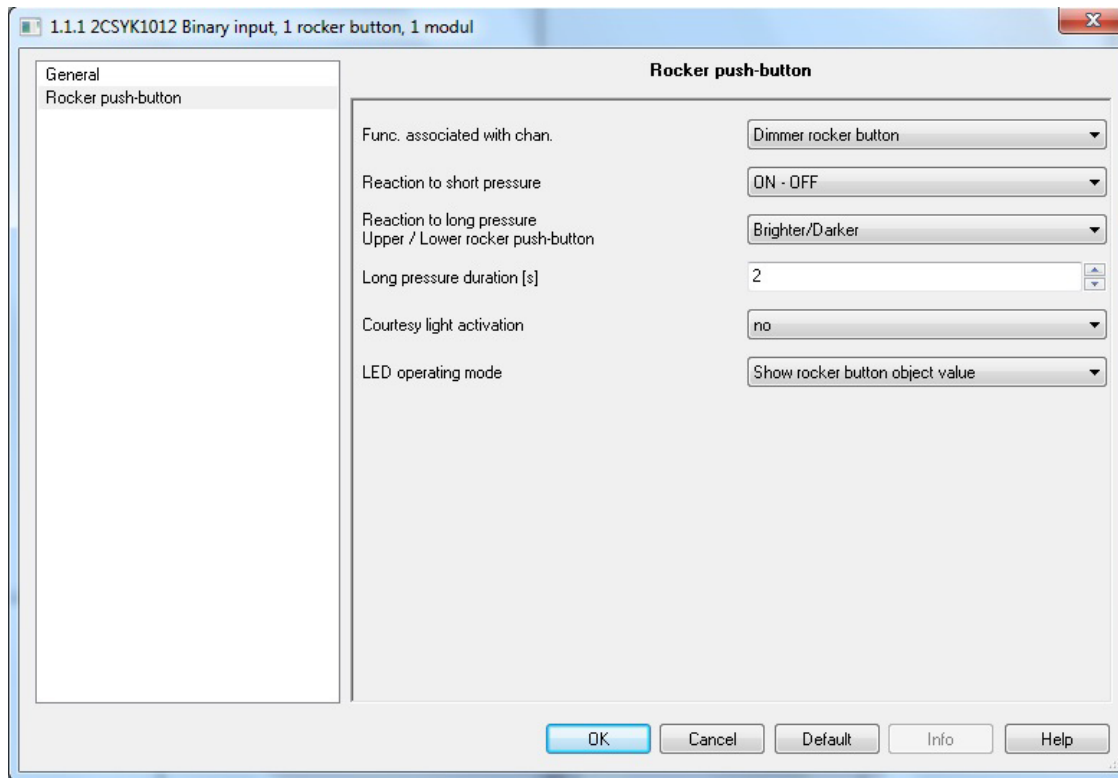 1.1.1 2CSYK1012 Binary input, 1 rocker button, 1 modul
General
Rocker push-button
Rocker push-button
Func. associated with chan.
Dimmer rocker button
Reaction to short pressure
ON - OFF
Reaction to long pressure
Upper / Lower rocker push-button
Brighter/Darker
Long pressure duration [s]
2
Courtesy light activation
no
LED operating mode
Show rocker button object value
OK
Cancel
Default
Info
Help